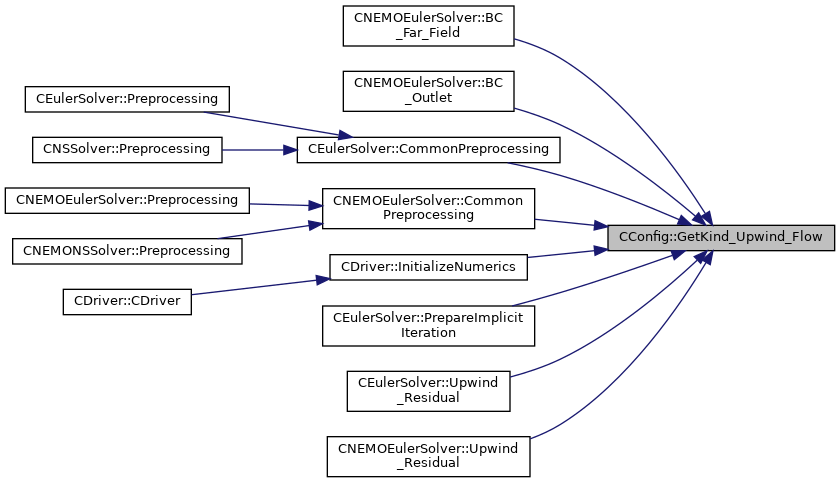 CNEMOEulerSolver::BC
_Far_Field
CNEMOEulerSolver::BC
_Outlet
CEulerSolver::Preprocessing
CNSSolver::Preprocessing
CEulerSolver::CommonPreprocessing
CNEMOEulerSolver::Preprocessing
CNEMOEulerSolver::Common
Preprocessing
CConfig::GetKind_Upwind_Flow
CNEMONSSolver::Preprocessing
CDriver::InitializeNumerics
CDriver::CDriver
CEulerSolver::PrepareImplicit
Iteration
CEulerSolver::Upwind
_Residual
CNEMOEulerSolver::Upwind
_Residual